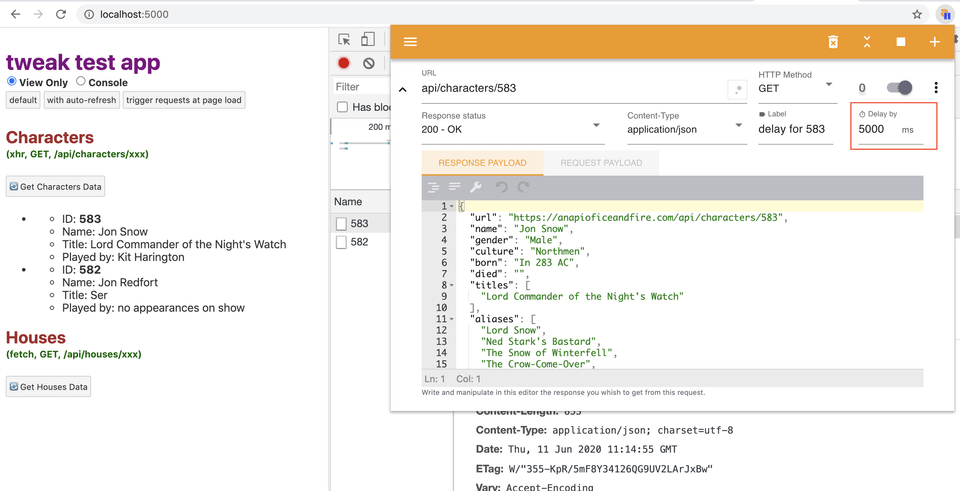 localhost:5000
tweak test app
View Only Console
default with auto-refresh trigger requests at page load
Characters
(xhr, GET, /api/characters/xxx)
Get Characters Data
ID: 583
Name: Jon Snow
Title: Lord Commander of the Night's Watch
Played by: Kit Harington
ID: 582
Name: Jon Redfort
Title: Ser
Played by: no appearances on show
Houses
(fetch, GET, /api/houses/xxx)
Get Houses Data
Filter
Has bloc
200 m
Name
583
582
URL
api/characters/583
.*
HTTP Method
GET
0
Response status
200 - OK
Content-Type
application/json
Label
delay for 583
Delay by
5000 ms
RESPONSE PAYLOAD REQUEST PAYLOAD
1 {
2 "url": "https://anapioficeandfire.com/api/characters/583",
3 "name": "Jon Snow",
4 "gender": "Male",
5 "culture": "Northmen",
6 "born": "In 283 AC",
7 "died": "",
8 "titles": [
9 "Lord Commander of the Night's Watch"
10 ],
11 "aliases": [
12 "Lord Snow",
13 "Ned Stark's Bastard",
14 "The Snow of Winterfell",
15 "The Crow-Come-Over",
Ln: 1 Col: 1
Write and manipulate in this editor the response you whish to get from this request.
Content-Length: 853
Content-Type: application/json; charset=utf-8
Date: Thu, 11 Jun 2020 11:14:55 GMT
ETag: W/"355-KpR/5mF8Y34126QG9UV2LArJxBw"
Vary: Accept-Encoding